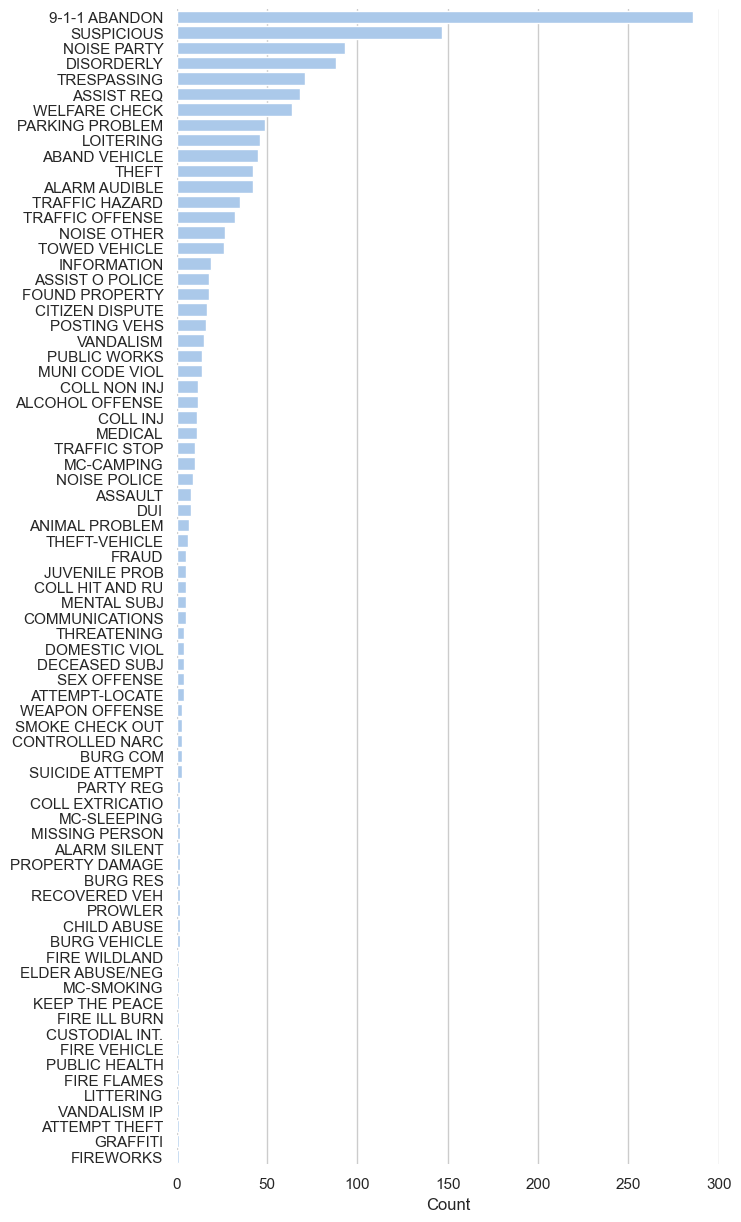 9-1-1 ABANDON
SUSPICIOUS
NOISE PARTY
DISORDERLY
TRESPASSING
ASSIST REQ
WELFARE CHECK
PARKING PROBLEM
LOITERING
ABAND VEHICLE
THEFT
ALARM AUDIBLE
TRAFFIC HAZARD
TRAFFIC OFFENSE
NOISE OTHER
TOWED VEHICLE
INFORMATION
ASSIST O POLICE
FOUND PROPERTY
CITIZEN DISPUTE
POSTING VEHS
VANDALISM
PUBLIC WORKS
MUNI CODE VIOL
COLL NON INJ
ALCOHOL OFFENSE
COLL INJ
MEDICAL
TRAFFIC STOP
MC-CAMPING
NOISE POLICE
ASSAULT
DUI
ANIMAL PROBLEM
THEFT-VEHICLE
FRAUD
JUVENILE PROB
COLL HIT AND RU
MENTAL SUBJ
COMMUNICATIONS
THREATENING
DOMESTIC VIOL
DECEASED SUBJ
SEX OFFENSE
ATTEMPT-LOCATE
WEAPON OFFENSE
SMOKE CHECK OUT
CONTROLLED NARC
BURG COM
SUICIDE ATTEMPT
PARTY REG
COLL EXTRICATIO
MC-SLEEPING
MISSING PERSON
ALARM SILENT
PROPERTY DAMAGE
BURG RES
RECOVERED VEH
PROWLER
CHILD ABUSE
BURG VEHICLE
FIRE WILDLAND
ELDER ABUSE/NEG
MC-SMOKING
KEEP THE PEACE
FIRE ILL BURN
CUSTODIAL INT.
FIRE VEHICLE
PUBLIC HEALTH
FIRE FLAMES
LITTERING
VANDALISM IP
ATTEMPT THEFT
GRAFFITI
FIREWORKS
0 50 100 150 200 250 300
Count